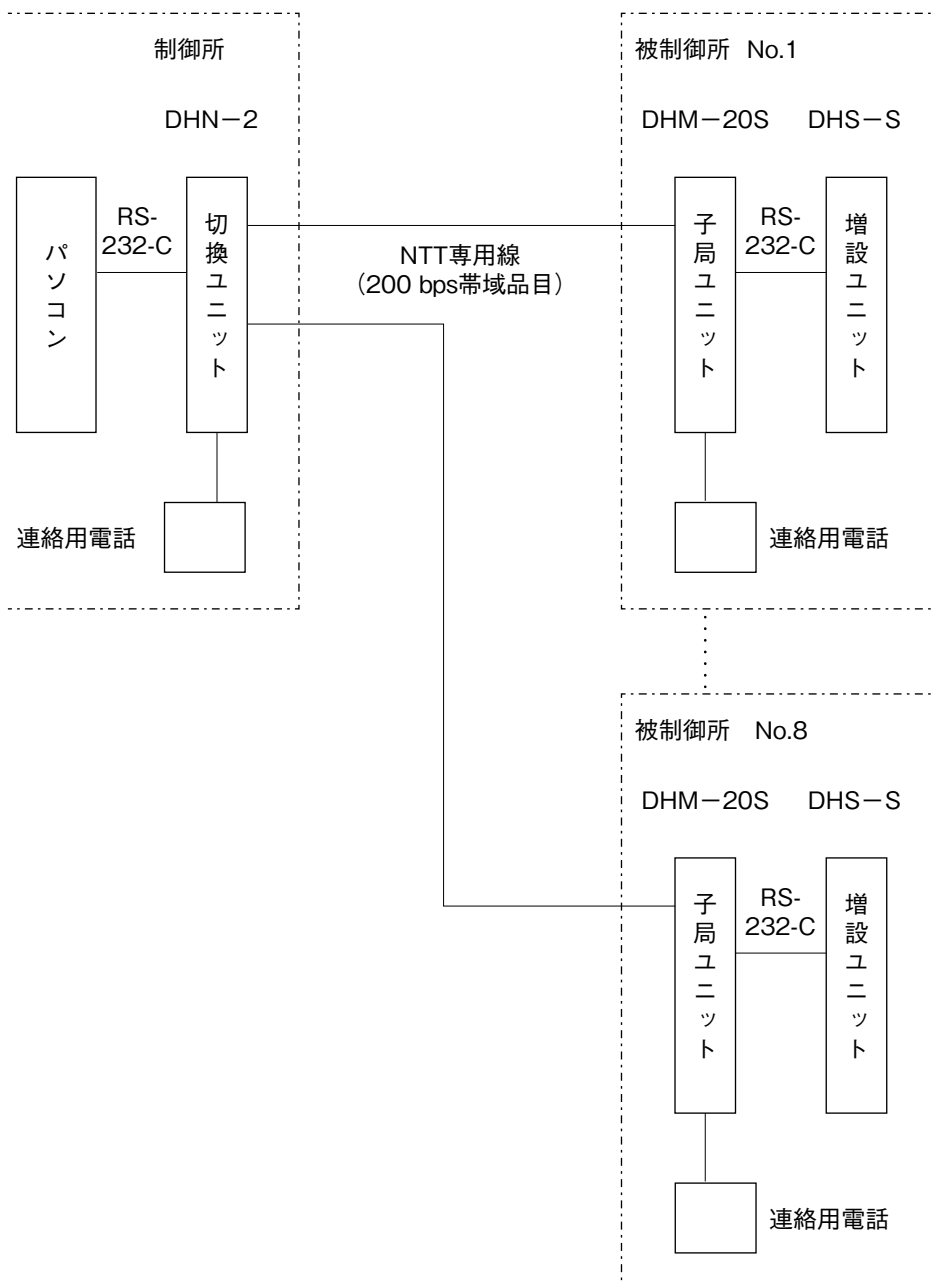 制御所
DHN－2
パソコン
RS-
232-C
切換ユニット
連絡用電話
NTT専用線
（200 bps帯域品目）
被制御所 No.1
DHM－20S DHS－S
子局ユニット
RS-
232-C
増設ユニット
連絡用電話
被制御所 No.8
DHM－20S DHS－S
子局ユニット
RS-
232-C
増設ユニット
連絡用電話